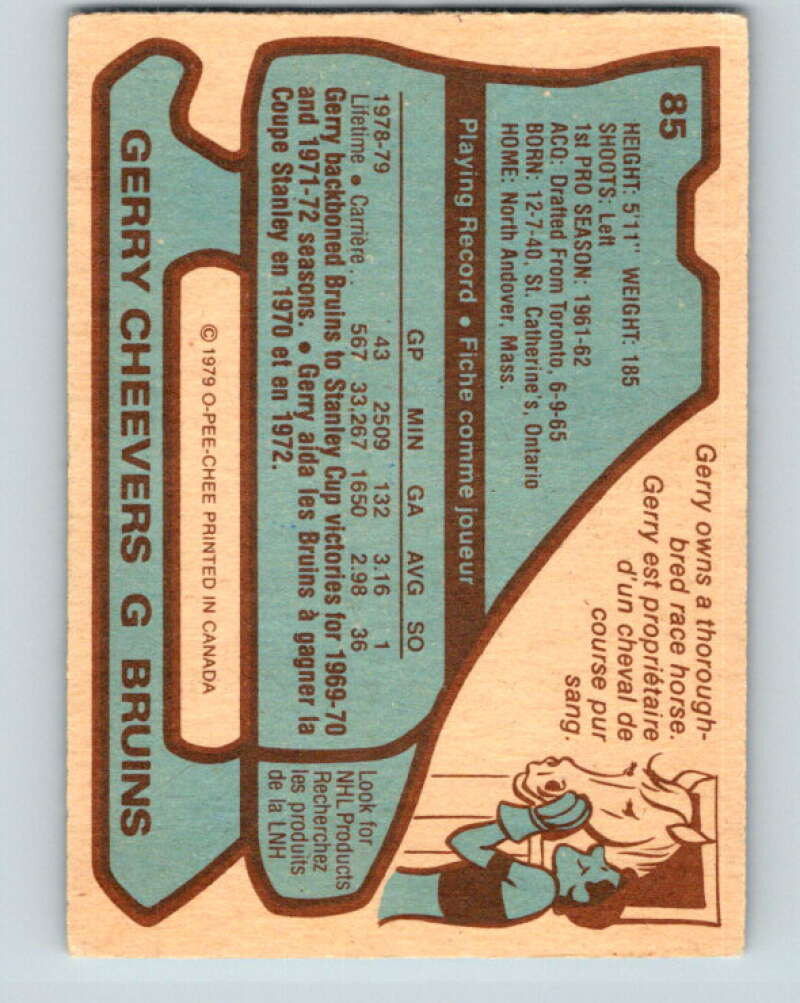 85
HEIGHT: 5'11" WEIGHT: 185
SHOOTS: Left
1st PRO SEASON: 1961-62
ACQ: Drafted From Toronto, 6-9-65
BORN: 12-7-40, St. Catherine's, Ontario
HOME: North Andover, Mass.
Gerry owns a thorough-
bred race horse.
Gerry est propriétaire
d'un cheval de
course pur
sang.
Playing Record • Fiche comme joueur
GP MIN GA AVG SO
1978-79 43 2509 132 3.16 1
Lifetime • Carrière .. 567 33,267 1650 2.98 36
Gerry backboned Bruins to Stanley Cup victories for 1969-70
and 1971-72 seasons. • Gerry aida les Bruins à gagner la
Coupe Stanley en 1970 et en 1972.
Look for
NHL Products
Recherchez
les produits
de la LNH
© 1979 O-PEE-CHEE PRINTED IN CANADA
GERRY CHEEVERS G BRUINS